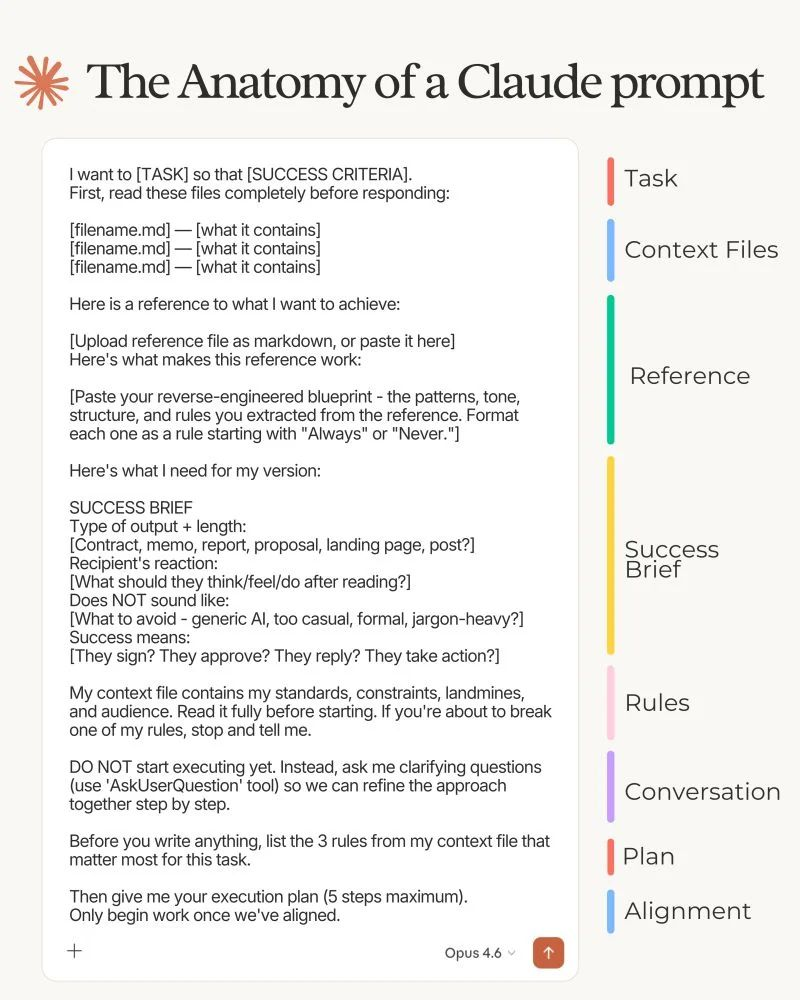 The Anatomy of a Claude prompt
I want to [TASK] so that [SUCCESS CRITERIA].
First, read these files completely before responding:
[filename.md] — [what it contains]
[filename.md] — [what it contains]
[filename.md] — [what it contains]
Here is a reference to what I want to achieve:
[Upload reference file as markdown, or paste it here]
Here's what makes this reference work:
[Paste your reverse-engineered blueprint - the patterns, tone,
structure, and rules you extracted from the reference. Format
each one as a rule starting with "Always" or "Never."]
Here's what I need for my version:
SUCCESS BRIEF
Type of output + length:
[Contract, memo, report, proposal, landing page, post?]
Recipient's reaction:
[What should they think/feel/do after reading?]
Does NOT sound like:
[What to avoid - generic AI, too casual, formal, jargon-heavy?]
Success means:
[They sign? They approve? They reply? They take action?]
My context file contains my standards, constraints, landmines,
and audience. Read it fully before starting. If you're about to break
one of my rules, stop and tell me.
DO NOT start executing yet. Instead, ask me clarifying questions
(use 'AskUserQuestion' tool) so we can refine the approach
together step by step.
Before you write anything, list the 3 rules from my context file that
matter most for this task.
Then give me your execution plan (5 steps maximum).
Only begin work once we've aligned.
Opus 4.6
Task
Context Files
Reference
Success
Brief
Rules
Conversation
Plan
Alignment